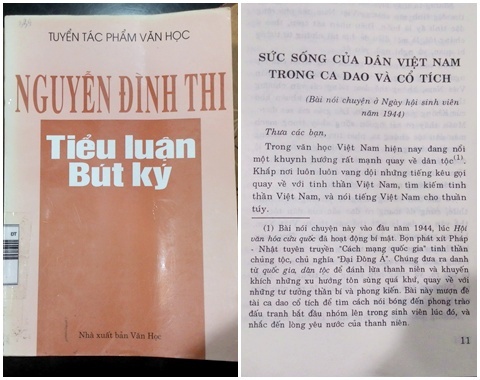 TUYỂN TÁC PHẨM VĂN HỌC
NGUYỄN ĐÌNH THI
Tiểu luận
Bút ký
Nhà xuất bản Văn Học
SỨC SỐNG CỦA DÂN VIỆT NAM
TRONG CA DAO VÀ CỔ TÍCH
(Bài nói chuyện ở Ngày hội sinh viên
năm 1944)
Thưa các bạn,
Trong văn học Việt Nam hiện nay đang nổi
một khuynh hướng rất mạnh quay về dân tộc(1).
Khắp nơi luôn luôn vang dội những tiếng kêu gọi
quay về với tinh thần Việt Nam, tìm kiếm tinh
thần Việt Nam, và nói tiếng Việt Nam cho thuần
túy.
(1) Bài nói chuyện này vào đầu năm 1944, lúc Hội
văn hóa cứu quốc đã hoạt động bí mật. Bọn phát xít Pháp -
Nhật tuyên truyền "Cách mạng quốc gia" tinh thần
chủng tộc, chủ nghĩa "Đại Đông Á". Chúng đưa ra danh
từ quốc gia, dân tộc để đánh lừa thanh niên và khuyến
khích những xu hướng tôn sùng quá khứ, quay về với
những tư tưởng thần bí và phong kiến. Bài này mượn đề
tài ca dao cổ tích để tìm cách nói bóng đến phong trào
đấu tranh bắt đầu nhóm lên trong sinh viên lúc đó, và
nhắc đến lòng yêu nước của thanh niên.
11